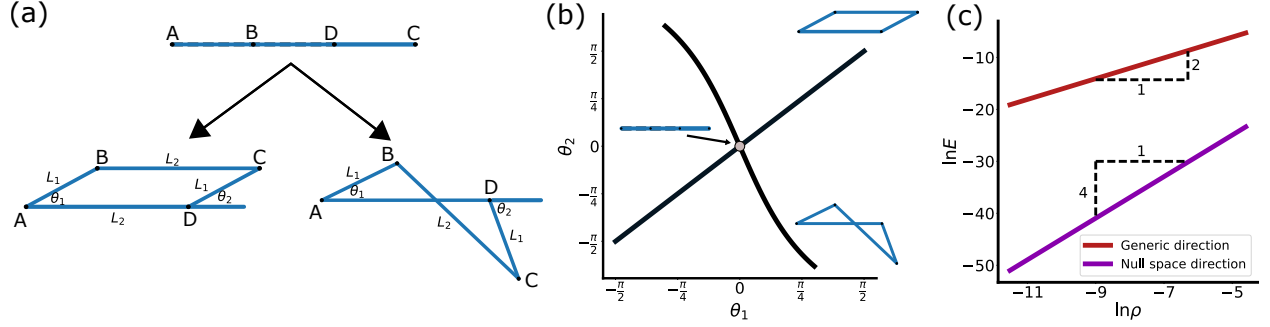 (a)
A B D C
B L₂ C
L₁ θ₁ L₁ θ₂
A L₂ D
B
L₁ θ₁ D
A L₂ θ₂
L₁
C
(b)
θ₂
π/2
π/4
0
−π/4
−π/2
−π/2 −π/4 0 π/4 π/2
θ₁
(c)
lnE
−10
−20
−30
−40
−50
2
1
1
4
Generic direction
Null space direction
−11 −9 −7 −5
lnρ